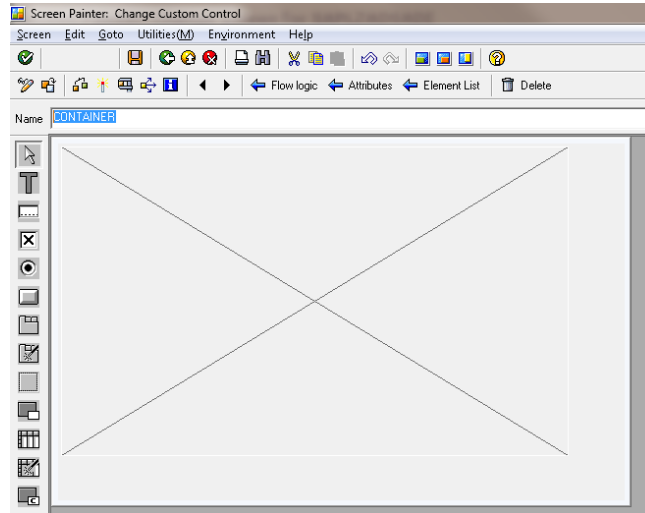 Screen Painter: Change Custom Control
Screen Edit Goto Utilities(M) Environment Help
Flow logic Attributes Element List Delete
Name CONTAINER
T
C